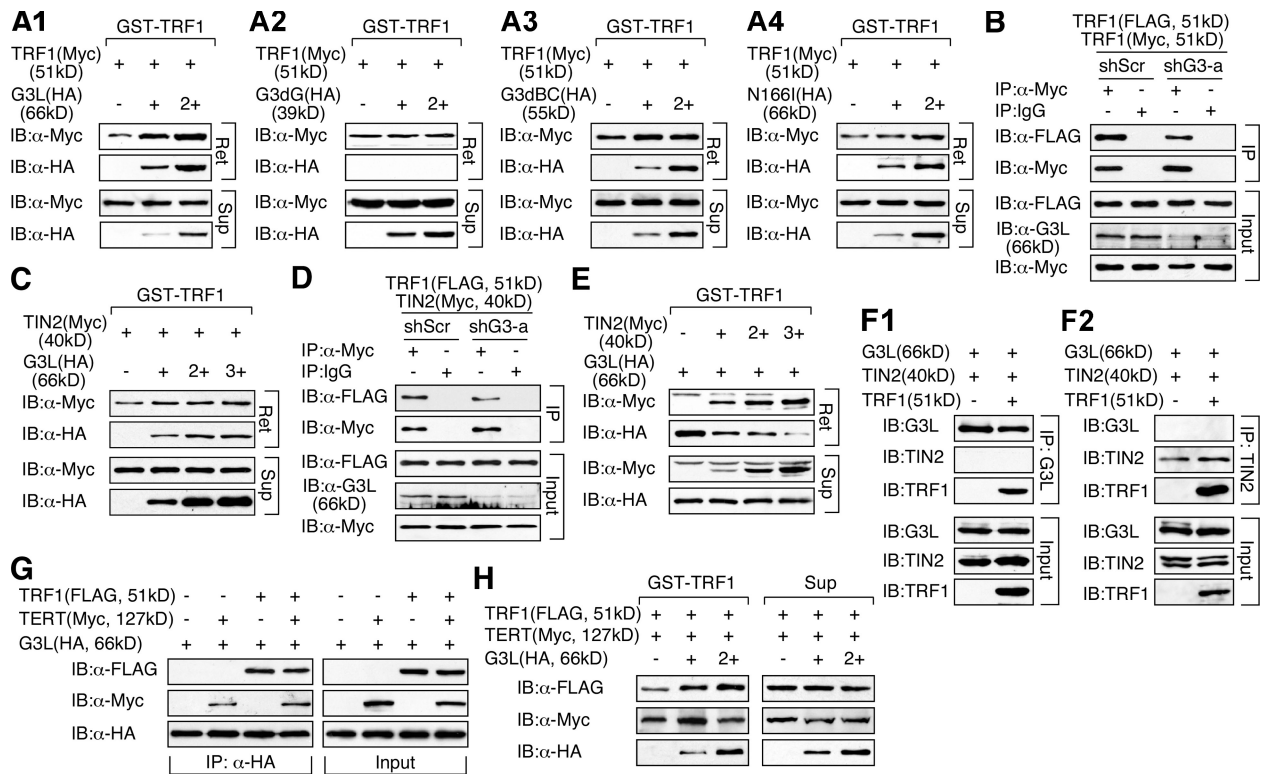 A1
GST-TRF1
TRF1(Myc) + + +
(51kD)
G3L(HA) - + 2+
(66kD)
IB:α-Myc
IB:α-HA
Ret
IB:α-Myc
IB:α-HA
Sup
A2
GST-TRF1
TRF1(Myc) + + +
(51kD)
G3dG(HA) - + 2+
(39kD)
IB:α-Myc
IB:α-HA
Ret
IB:α-Myc
IB:α-HA
Sup
A3
GST-TRF1
TRF1(Myc) + + +
(51kD)
G3dBC(HA) - + 2+
(55kD)
IB:α-Myc
IB:α-HA
Ret
IB:α-Myc
IB:α-HA
Sup
A4
GST-TRF1
TRF1(Myc) + + +
(51kD)
N166I(HA) - + 2+
(66kD)
IB:α-Myc
IB:α-HA
Ret
IB:α-Myc
IB:α-HA
Sup
B
TRF1(FLAG, 51kD)
TRF1(Myc, 51kD)
shScr shG3-a
IP:α-Myc + - + -
IP:IgG - + - +
IB:α-FLAG
IB:α-Myc
IP
IB:α-FLAG
IB:α-G3L
(66kD)
IB:α-Myc
Input
C
GST-TRF1
TIN2(Myc) + + + +
(40kD)
G3L(HA) - + 2+ 3+
(66kD)
IB:α-Myc
IB:α-HA
Ret
IB:α-Myc
IB:α-HA
Sup
D
TRF1(FLAG, 51kD)
TIN2(Myc, 40kD)
shScr shG3-a
IP:α-Myc + - + -
IP:IgG - + - +
IB:α-FLAG
IB:α-Myc
IP
IB:α-FLAG
IB:α-G3L
(66kD)
IB:α-Myc
Input
E
GST-TRF1
TIN2(Myc) - + 2+ 3+
(40kD)
G3L(HA) + + + +
(66kD)
IB:α-Myc
IB:α-HA
Ret
IB:α-Myc
IB:α-HA
Sup
F1
G3L(66kD) + +
TIN2(40kD) + +
TRF1(51kD) - +
IB:G3L
IB:TIN2
IB:TRF1
IP: G3L
IB:G3L
IB:TIN2
IB:TRF1
Input
F2
G3L(66kD) + +
TIN2(40kD) + +
TRF1(51kD) - +
IB:G3L
IB:TIN2
IB:TRF1
IP: TIN2
IB:G3L
IB:TIN2
IB:TRF1
Input
G
TRF1(FLAG, 51kD) - - + + - - + +
TERT(Myc, 127kD) - + - + - + - +
G3L(HA, 66kD) + + + + + + + +
IB:α-FLAG
IB:α-Myc
IB:α-HA
IP: α-HA Input
H
GST-TRF1 Sup
TRF1(FLAG, 51kD) + + + + + +
TERT(Myc, 127kD) + + + + + +
G3L(HA, 66kD) - + 2+ - + 2+
IB:α-FLAG
IB:α-Myc
IB:α-HA